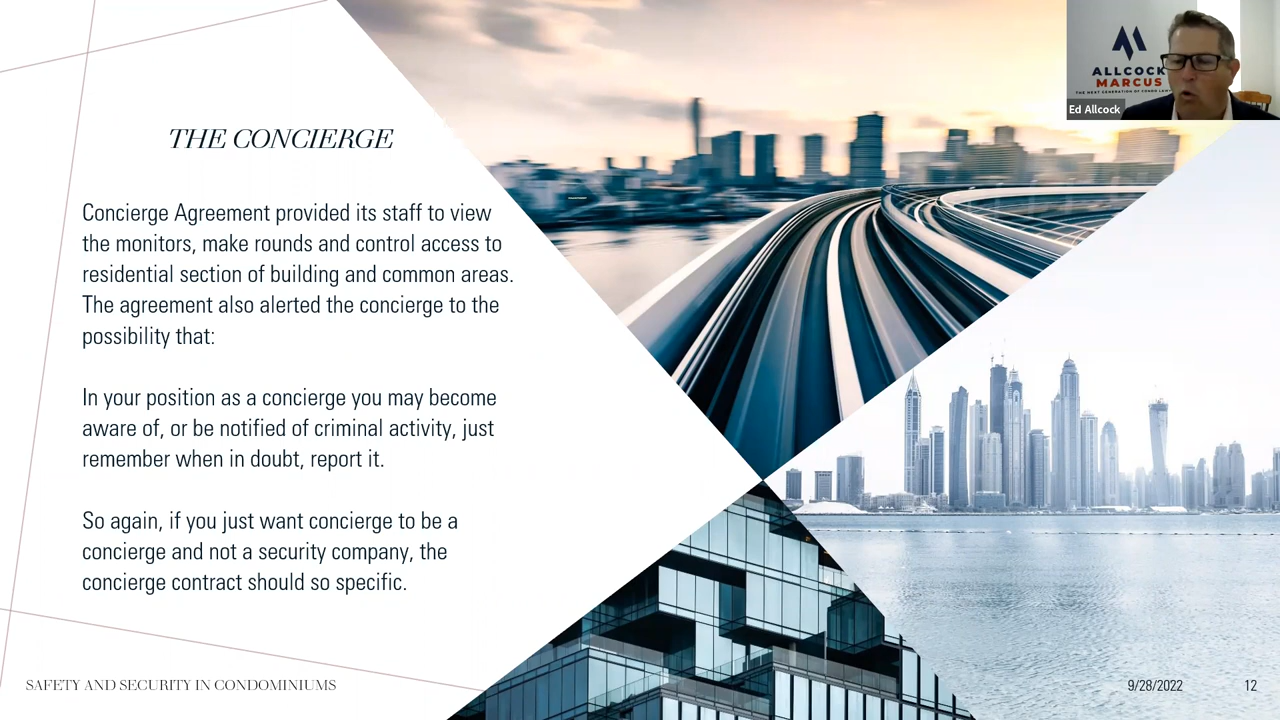 ALLCOCK
MARCUS
Ed Allcock
THE CONCIERGE
Concierge Agreement provided its staff to view
the monitors, make rounds and control access to
residential section of building and common areas.
The agreement also alerted the concierge to the
possibility that:
In your position as a concierge you may become
aware of, or be notified of criminal activity, just
remember when in doubt, report it.
So again, if you just want concierge to be a
concierge and not a security company, the
concierge contract should so specific.
SAFETY AND SECURITY IN CONDOMINIUMS
9/28/2022
12